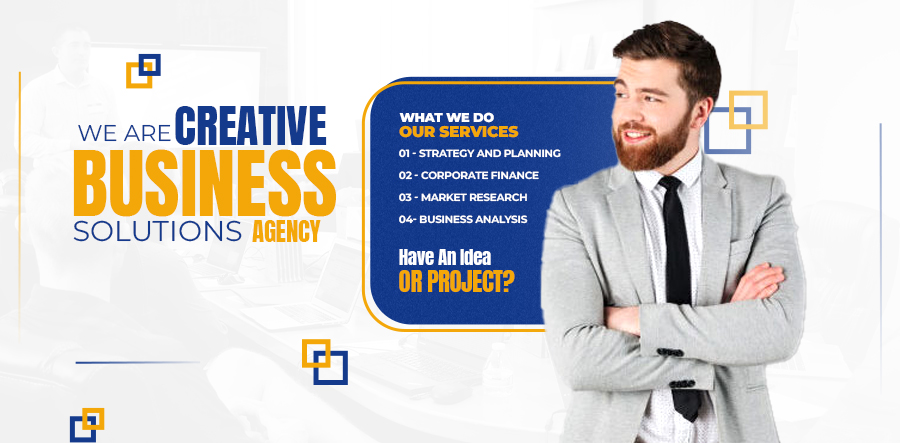 WE ARE CREATIVE
BUSINESS
SOLUTIONS AGENCY
WHAT WE DO
OUR SERVICES
01 - STRATEGY AND PLANNING
02 - CORPORATE FINANCE
03 - MARKET RESEARCH
04- BUSINESS ANALYSIS
Have An Idea
OR PROJECT?